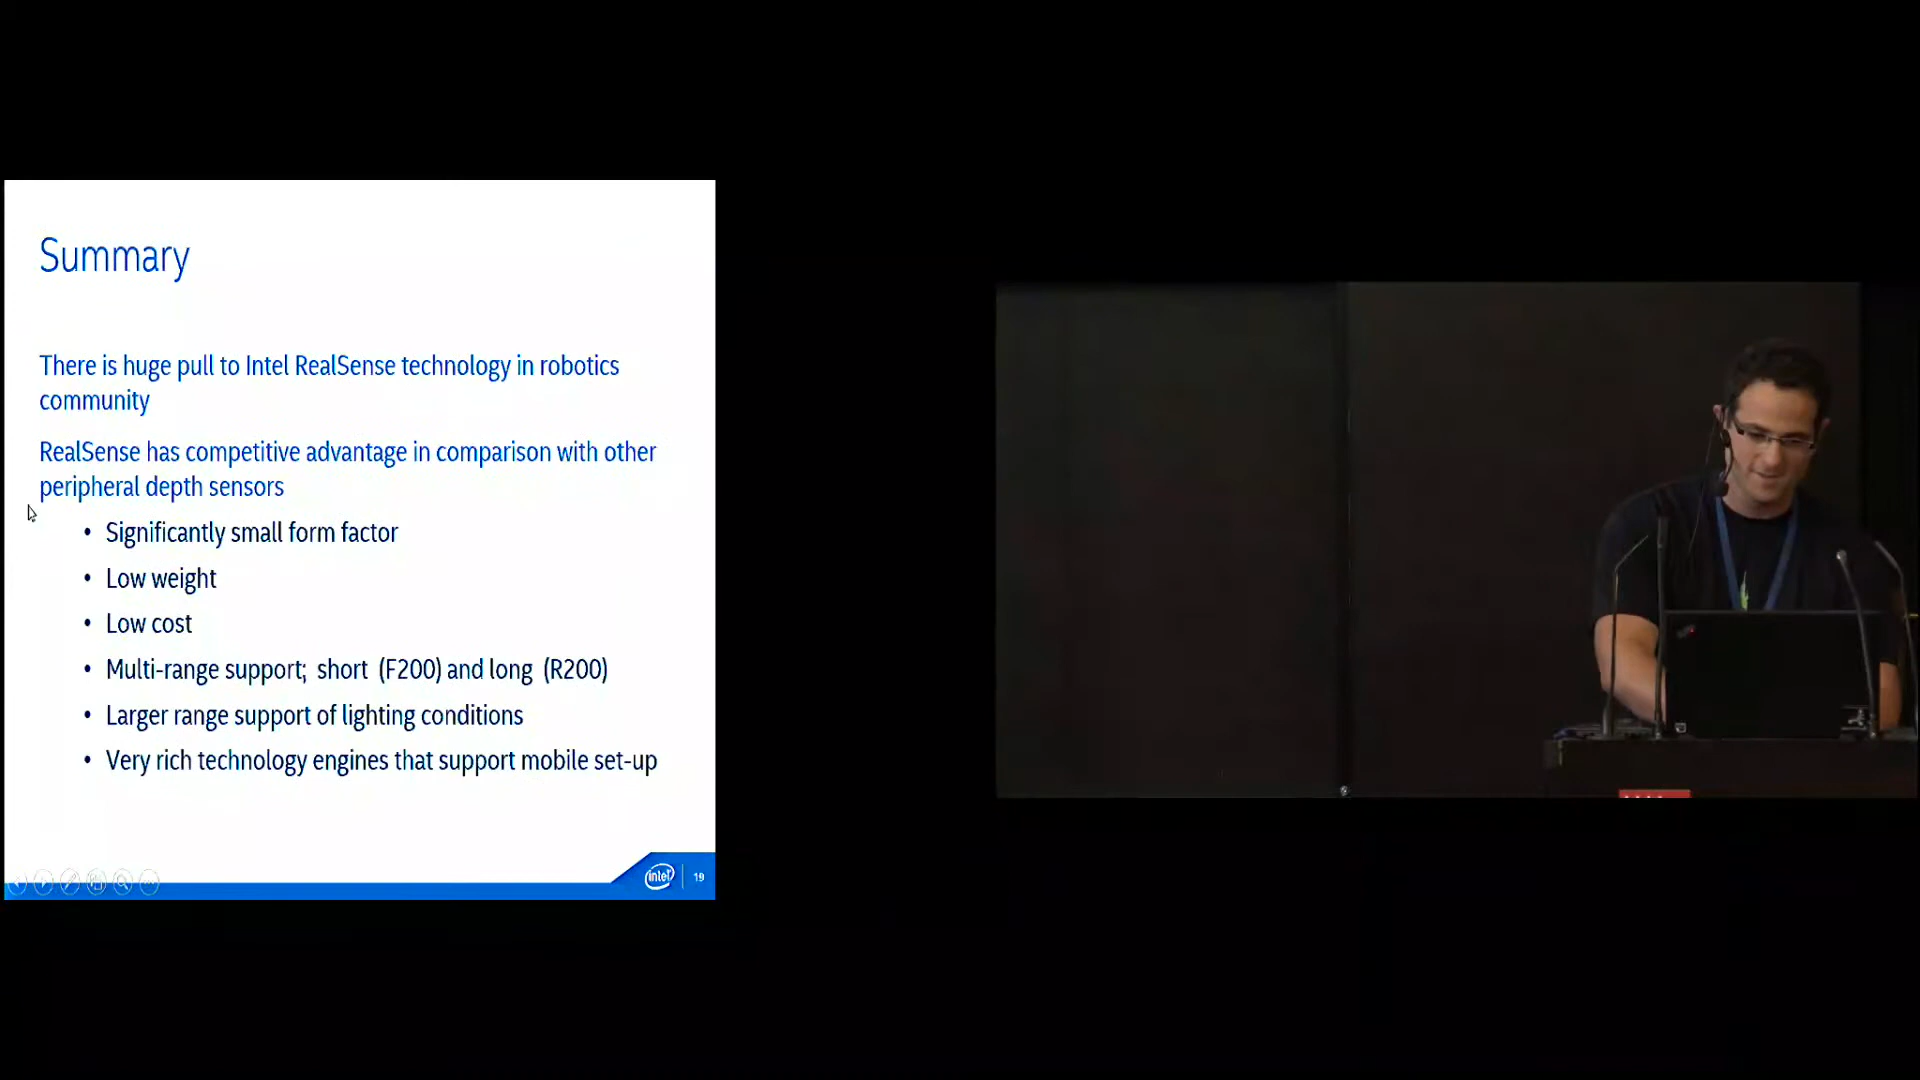 Summary
There is huge pull to Intel RealSense technology in robotics
community
RealSense has competitive advantage in comparison with other
peripheral depth sensors
• Significantly small form factor
• Low weight
• Low cost
• Multi-range support; short (F200) and long (R200)
• Larger range support of lighting conditions
• Very rich technology engines that support mobile set-up
intel 19